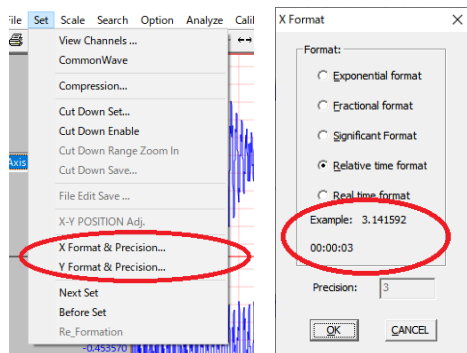 ile Set Scale Search Option Analyze Cali
View Channels ...
CommonWave
Compression...
Cut Down Set...
Cut Down Enable
Cut Down Range Zoom In
Cut Down Save...
File Edit Save ...
X-Y POSITION Adj.
X Format & Precision...
Y Format & Precision...
Next Set
Before Set
Re_Formation
Axis
-0.453570
X Format
Format:
Exponential format
Fractional format
Significant Format
Relative time format
Real time format
Example: 3.141592
00:00:03
Precision: 3
OK CANCEL